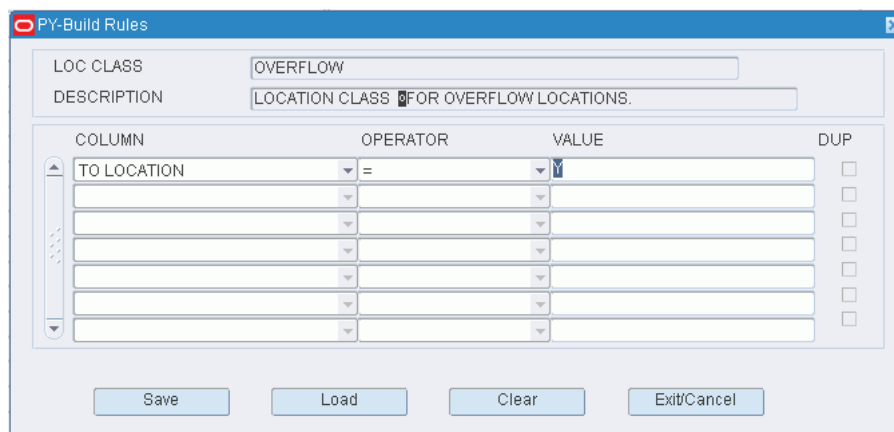 PY-Build Rules
LOC CLASS OVERFLOW
DESCRIPTION LOCATION CLASS FOR OVERFLOW LOCATIONS.
COLUMN OPERATOR VALUE DUP
TO LOCATION = Y
Save Load Clear Exit/Cancel